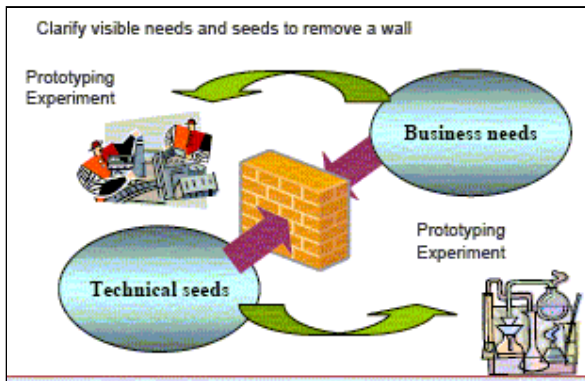 Clarify visible needs and seeds to remove a wall
Prototyping
Experiment
Business needs
Prototyping
Experiment
Technical seeds